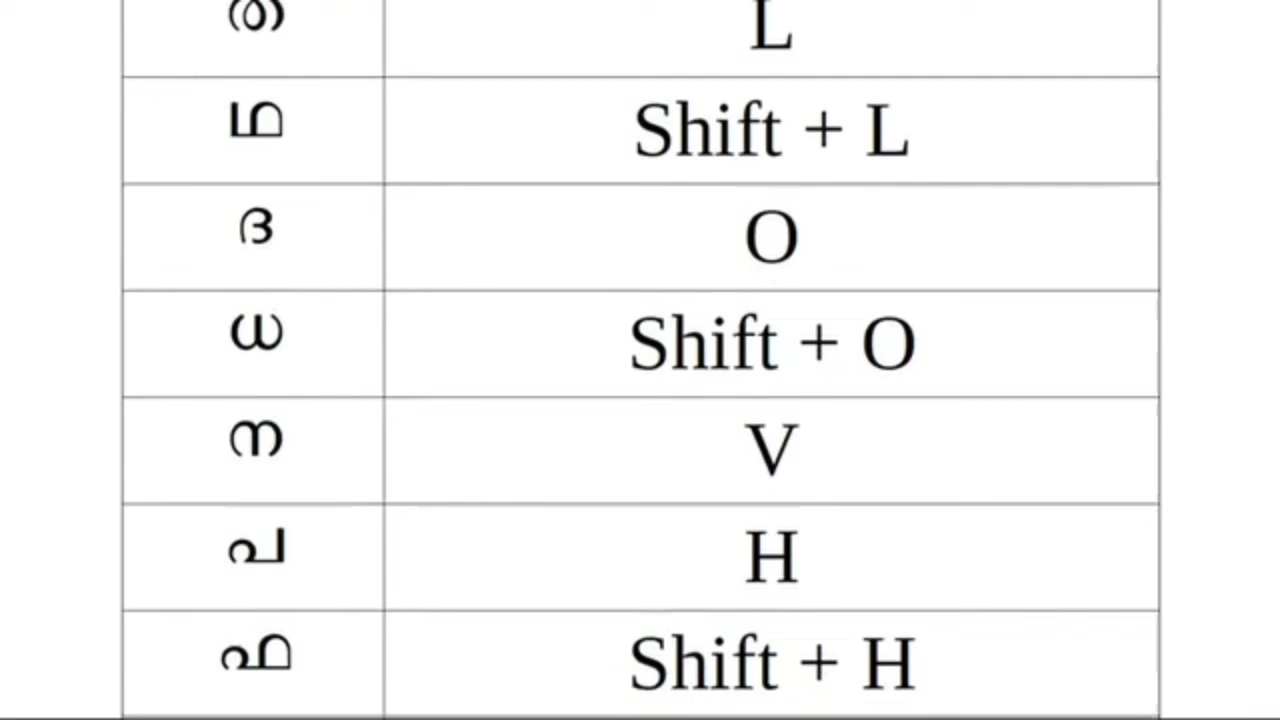 ത L
ഥ Shift + L
ദ O
ധ Shift + O
ന V
പ H
ഫ Shift + H